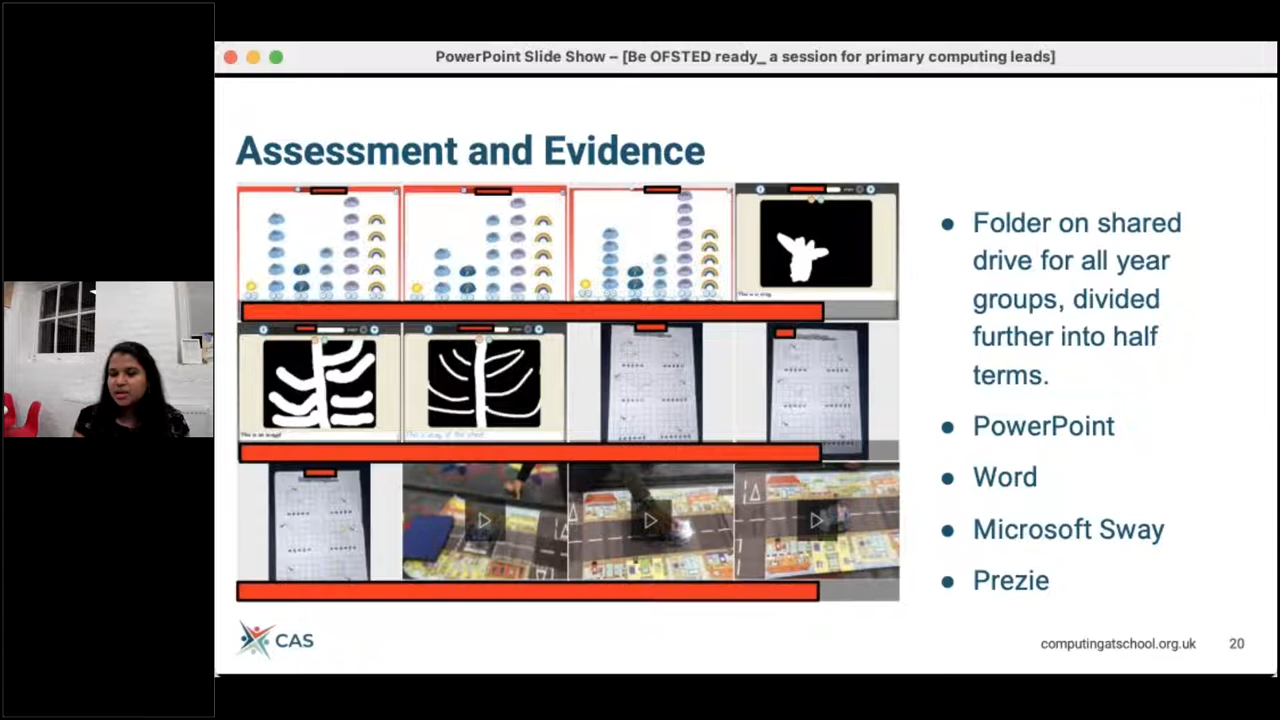 PowerPoint Slide Show – [Be OFSTED ready_ a session for primary computing leads]
Assessment and Evidence
• Folder on shared
drive for all year
groups, divided
further into half
terms.
• PowerPoint
• Word
• Microsoft Sway
• Prezie
CAS
computingatschool.org.uk
20